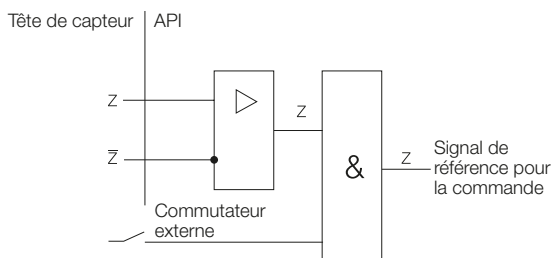 Tête de capteur
API
Z
Z
Z̅
&
Z
Signal de
référence pour
la commande
Commutateur
externe